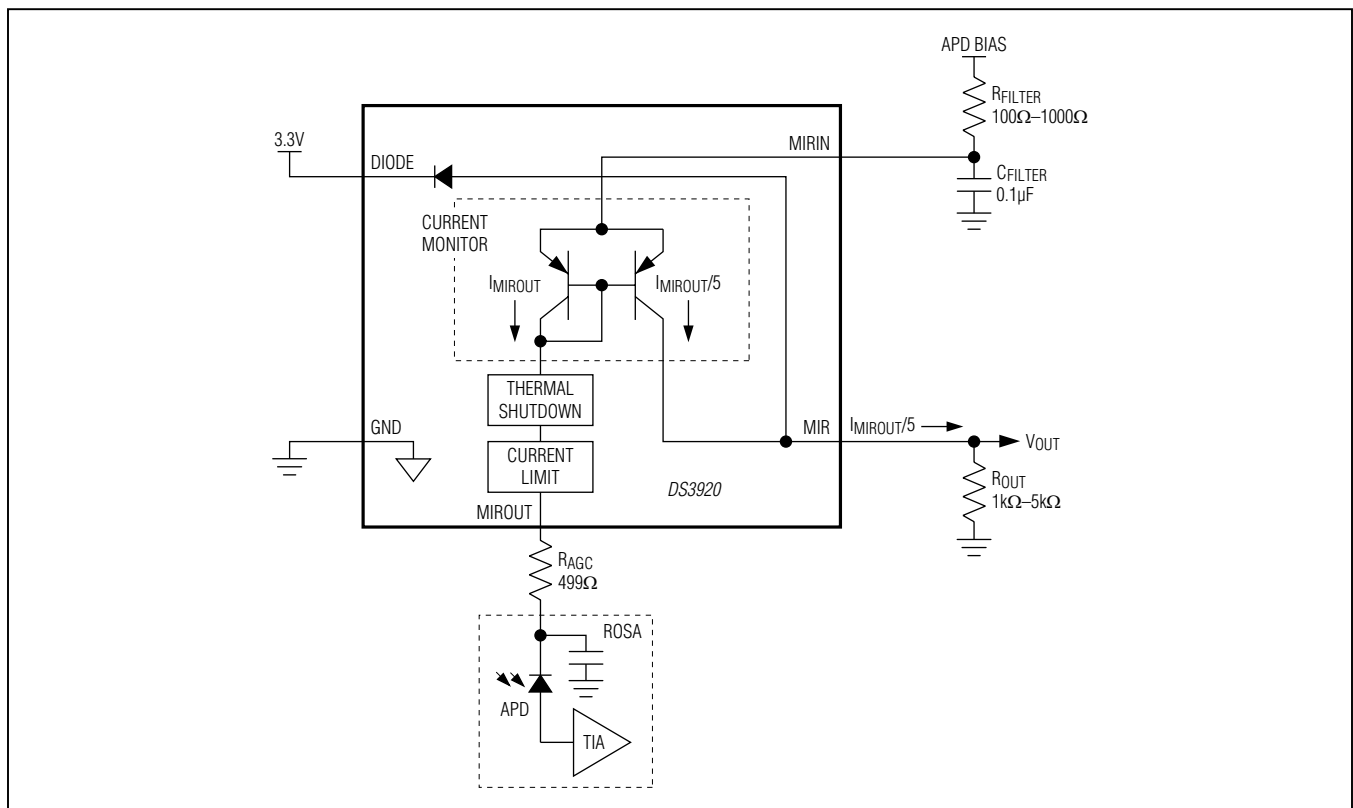 APD BIAS
RFILTER
100Ω–1000Ω
3.3V
MIRIN
DIODE
CFILTER
0.1µF
CURRENT
MONITOR
IMIROUT
IMIROUT/5
THERMAL
SHUTDOWN
GND
MIR
IMIROUT/5
VOUT
CURRENT
LIMIT
ROUT
1kΩ–5kΩ
DS3920
MIROUT
RAGC
499Ω
ROSA
APD
TIA